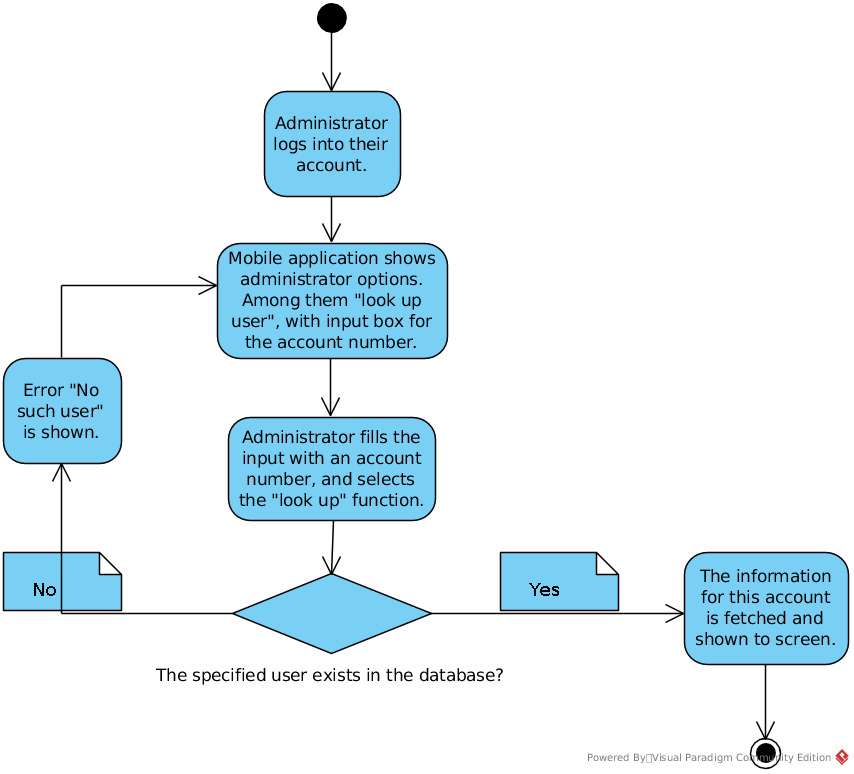 Administrator
logs into their
account.
Mobile application shows
administrator options.
Among them "look up
user", with input box for
the account number.
Error "No
such user"
is shown.
Administrator fills the
input with an account
number, and selects
the "look up" function.
No
Yes
The information
for this account
is fetched and
shown to screen.
The specified user exists in the database?
Powered By Visual Paradigm Community Edition